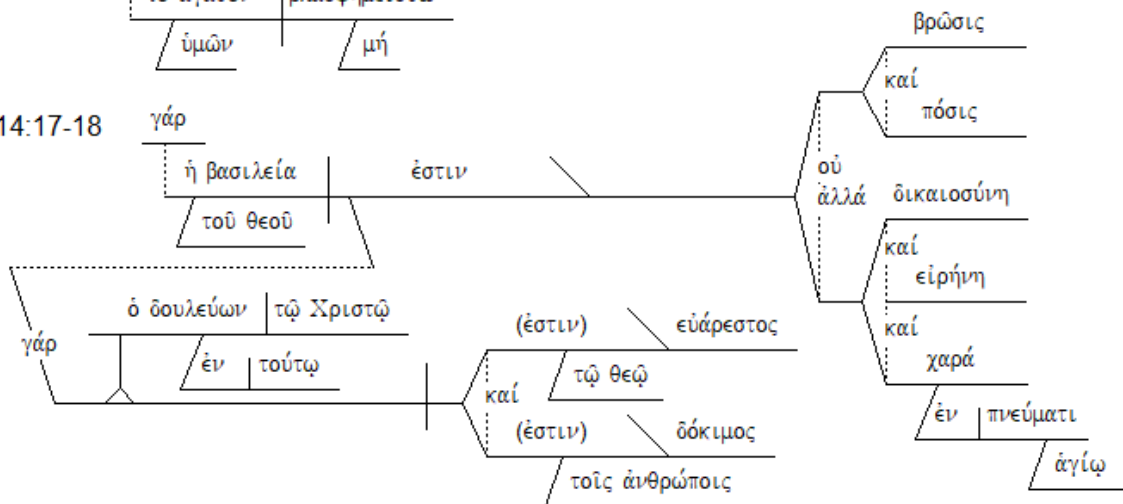 ὑμῶν μή
14:17-18
γάρ
ἡ βασιλεία ἐστιν
τοῦ θεοῦ
οὐ
ἀλλά
βρῶσις
καί
πόσις
δικαιοσύνη
καί
εἰρήνη
καί
χαρά
ἐν πνεύματι
ἁγίῳ
γάρ
ὁ δουλεύων τῷ Χριστῷ
ἐν τούτῳ
(ἐστιν) εὐάρεστος
τῷ θεῷ
καί
(ἐστιν) δόκιμος
τοῖς ἀνθρώποις